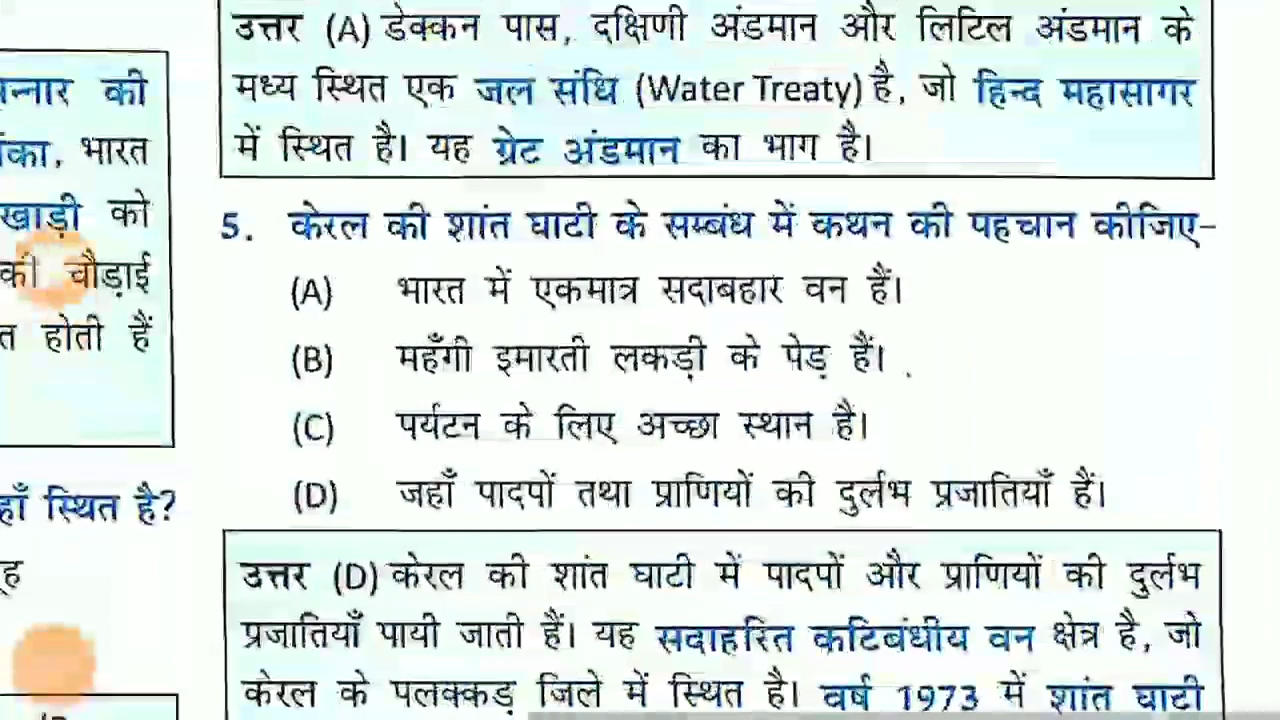 न्नार की
का, भारत
खाड़ी को
की चौड़ाई
त होती हैं
हाँ स्थित है?
ह
उत्तर (A) डेक्कन पास, दक्षिणी अंडमान और लिटिल अंडमान के
मध्य स्थित एक जल संधि (Water Treaty) है, जो हिन्द महासागर
में स्थित है। यह ग्रेट अंडमान का भाग है।
5. केरल की शांत घाटी के सम्बंध में कथन की पहचान कीजिए–
(A) भारत में एकमात्र सदाबहार वन हैं।
(B) महँगी इमारती लकड़ी के पेड़ हैं।
(C) पर्यटन के लिए अच्छा स्थान है।
(D) जहाँ पादपों तथा प्राणियों की दुर्लभ प्रजातियाँ हैं।
उत्तर (D) केरल की शांत घाटी में पादपों और प्राणियों की दुर्लभ
प्रजातियाँ पायी जाती हैं। यह सदाहरित कटिबंधीय वन क्षेत्र है, जो
केरल के पलक्कड़ जिले में स्थित है। वर्ष 1973 में शांत घाटी